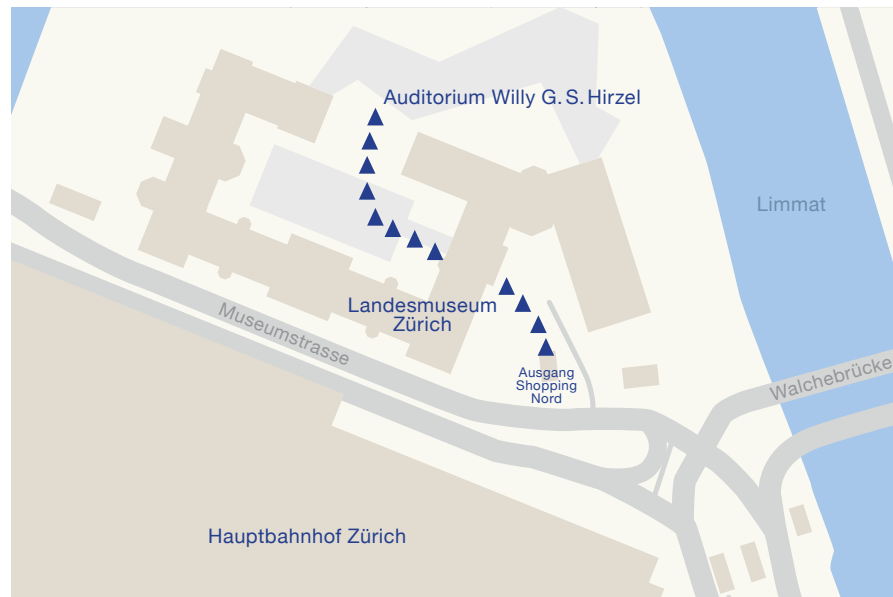 Auditorium Willy G. S. Hirzel
Limmat
Landesmuseum
Zürich
Museumstrasse
Ausgang
Shopping
Nord
Walchebrücke
Hauptbahnhof Zürich